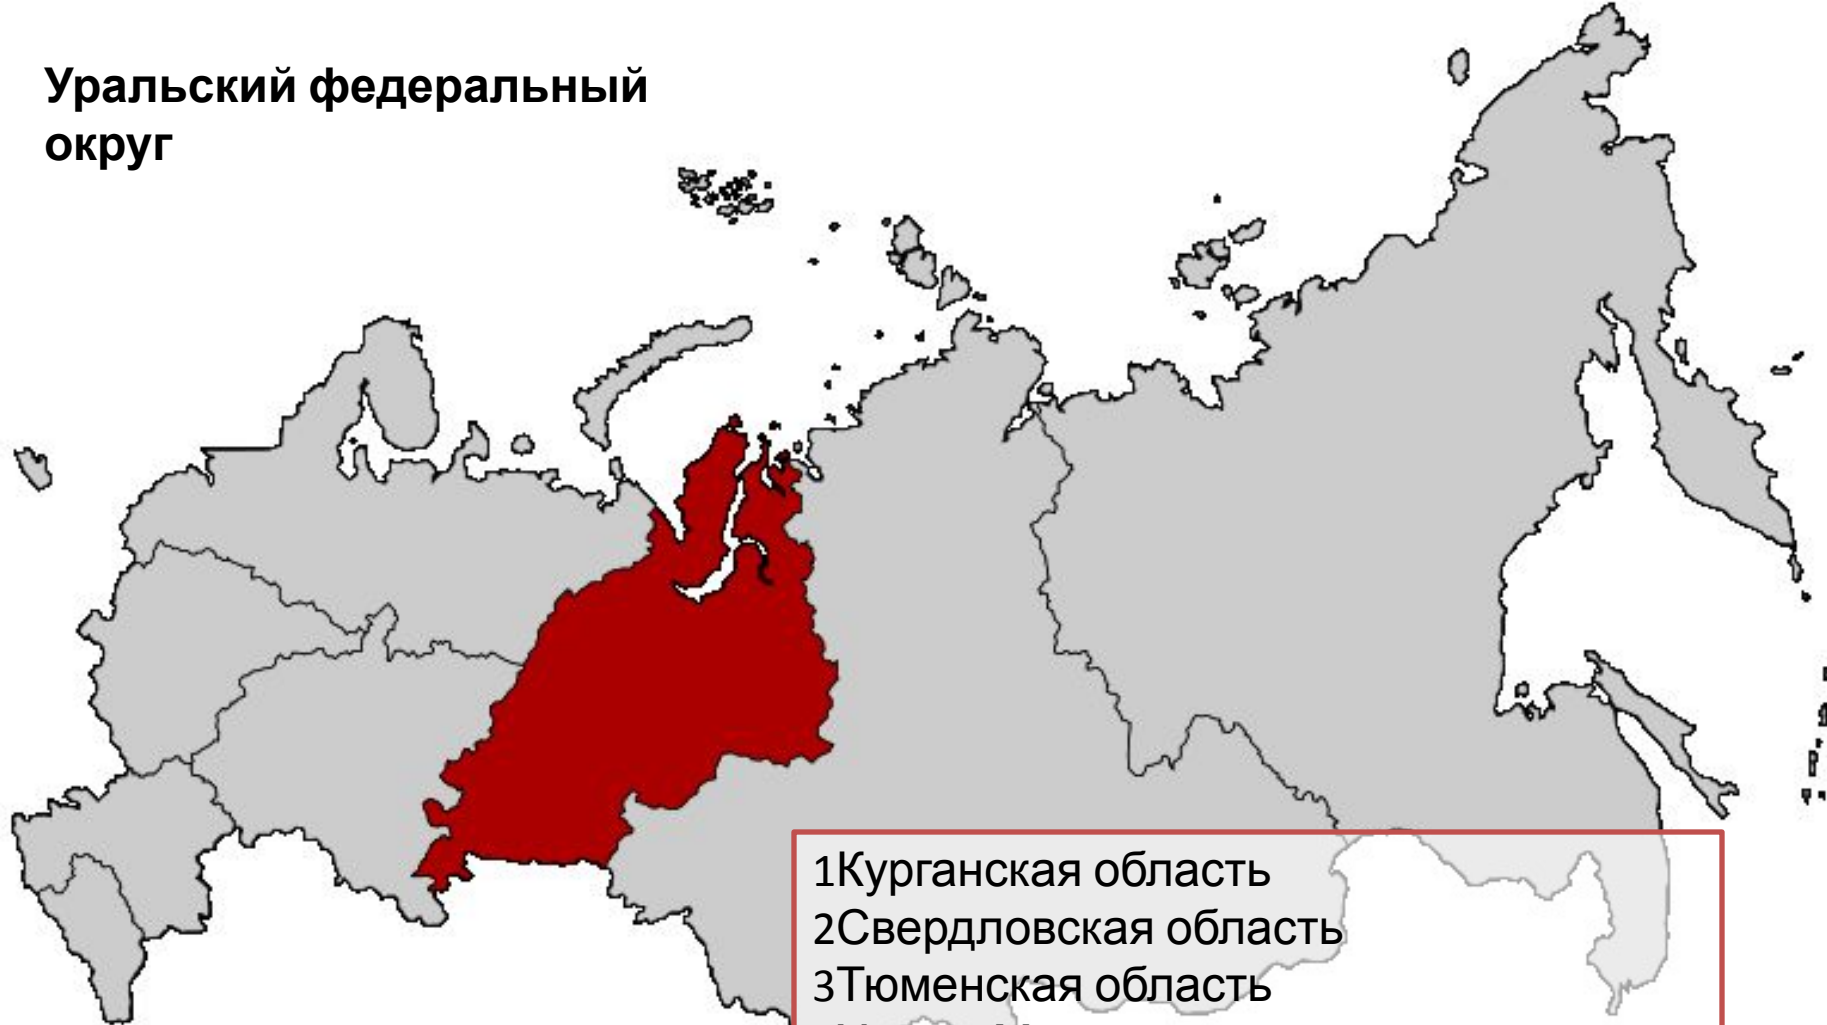 Уральский федеральный
округ
1Курганская область
2Свердловская область
3Тюменская область